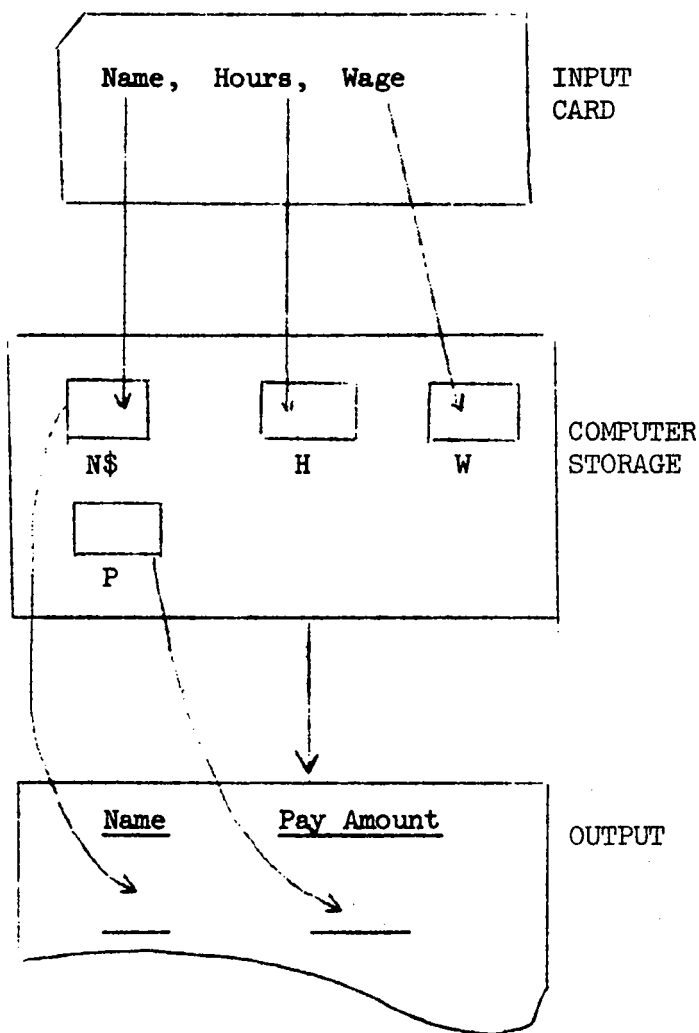 Name, Hours, Wage
INPUT
CARD
N$ H W
COMPUTER
STORAGE
P
Name Pay Amount
OUTPUT